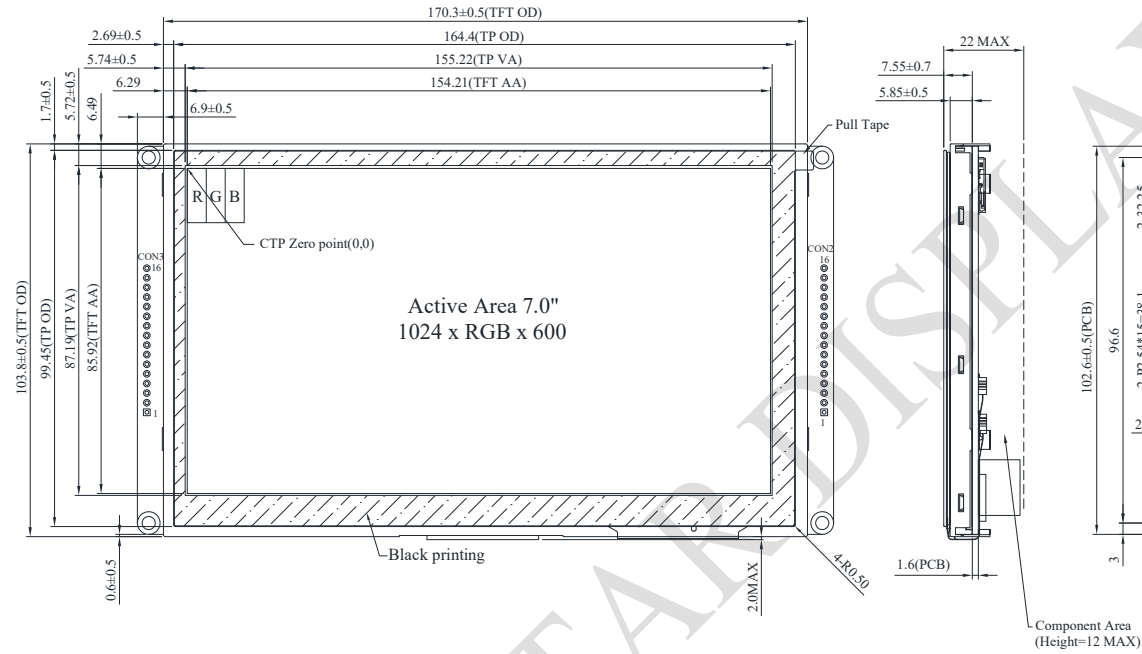 170.3±0.5(TFT OD)
2.69±0.5
164.4(TP OD)
22 MAX
5.74±0.5
155.22(TP VA)
7.55±0.7
6.29
154.21(TFT AA)
5.85±0.5
1.7±0.5
5.72±0.5
6.49
6.9±0.5
Pull Tape
R G B
CTP Zero point(0,0)
CON3
16
CON2
16
Active Area 7.0"
1024 x RGB x 600
103.8±0.5(TFT OD)
99.45(TP OD)
87.19(TP VA)
85.92(TFT AA)
102.6±0.5(PCB)
96.6
1
1
Black printing
0.6±0.5
2.0MAX
4-R0.50
1.6(PCB)
3
Component Area
(Height=12 MAX)
TAR DISPLA